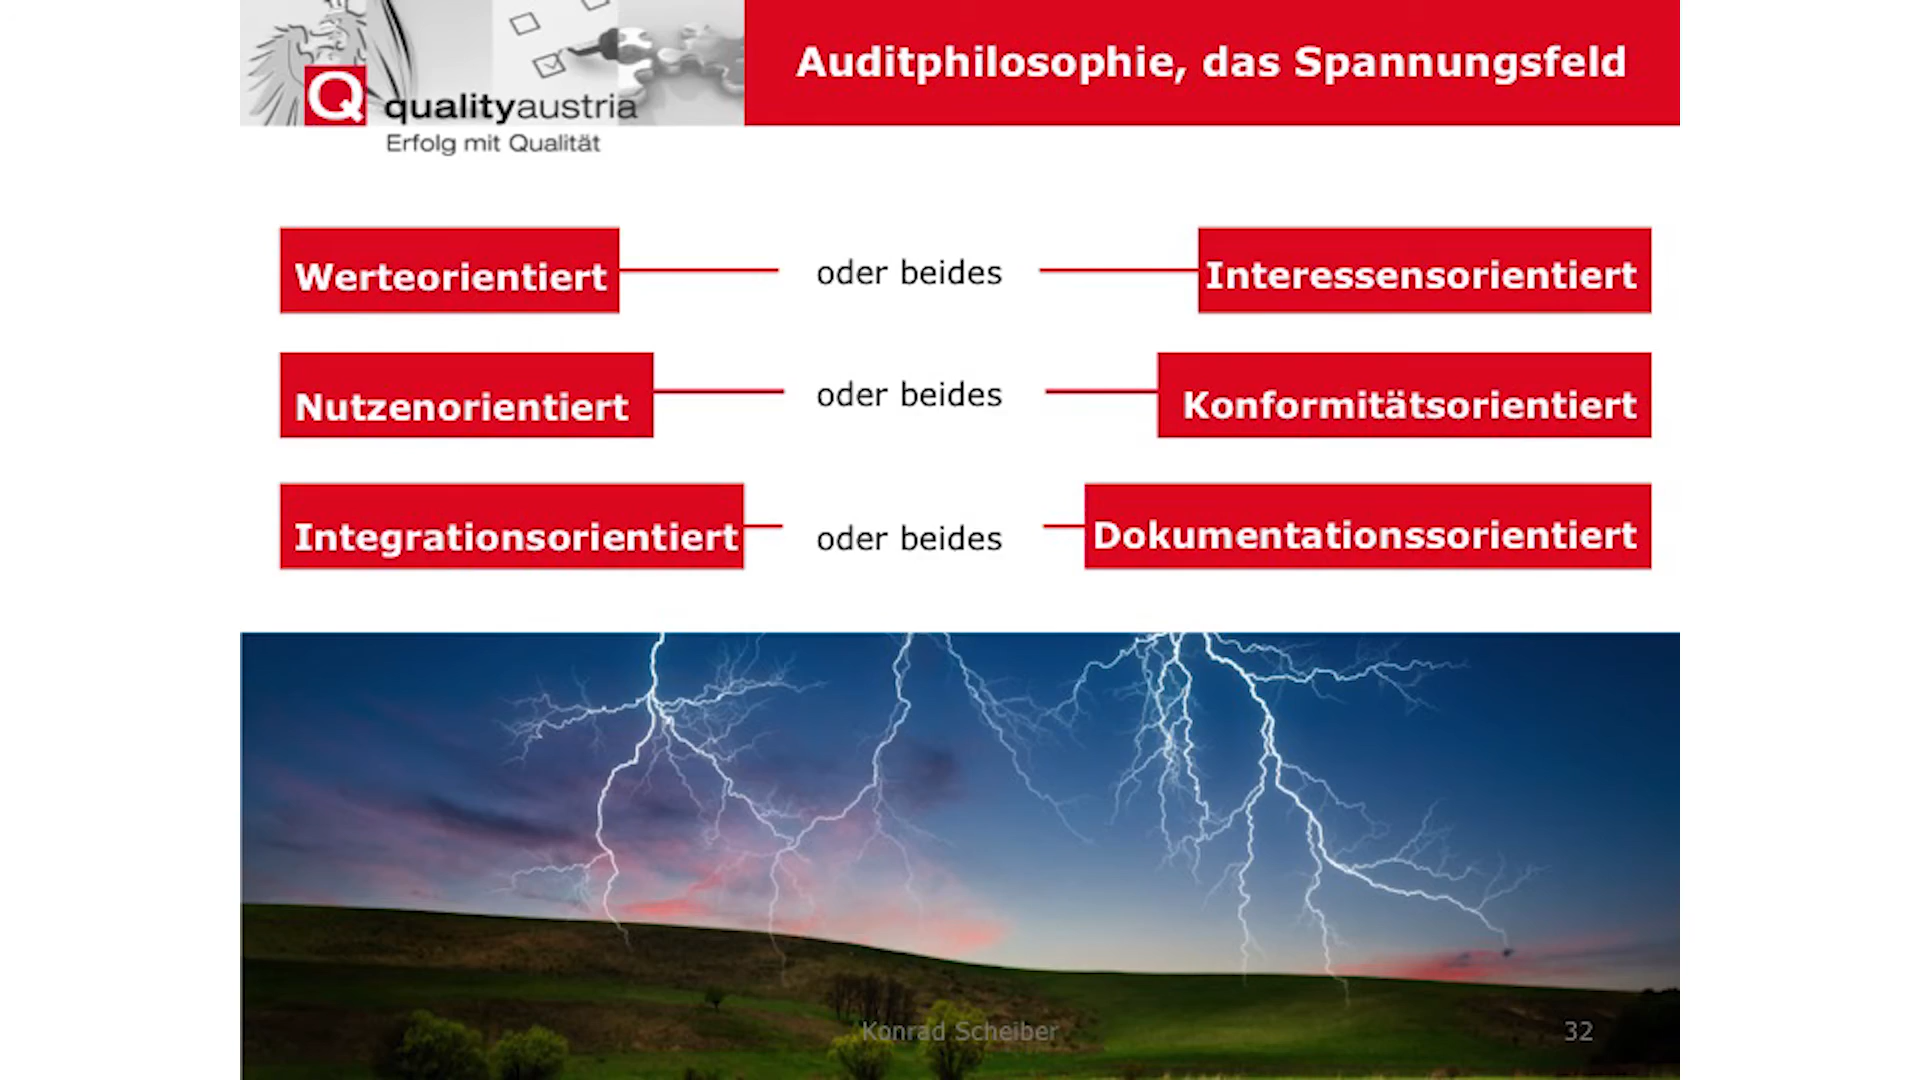 Auditphilosophie, das Spannungsfeld
Q qualityaustria
Erfolg mit Qualität
Werteorientiert oder beides Interessensorientiert
Nutzenorientiert oder beides Konformitätsorientiert
Integrationsorientiert oder beides Dokumentationssorientiert
Konrad Scheiber 32